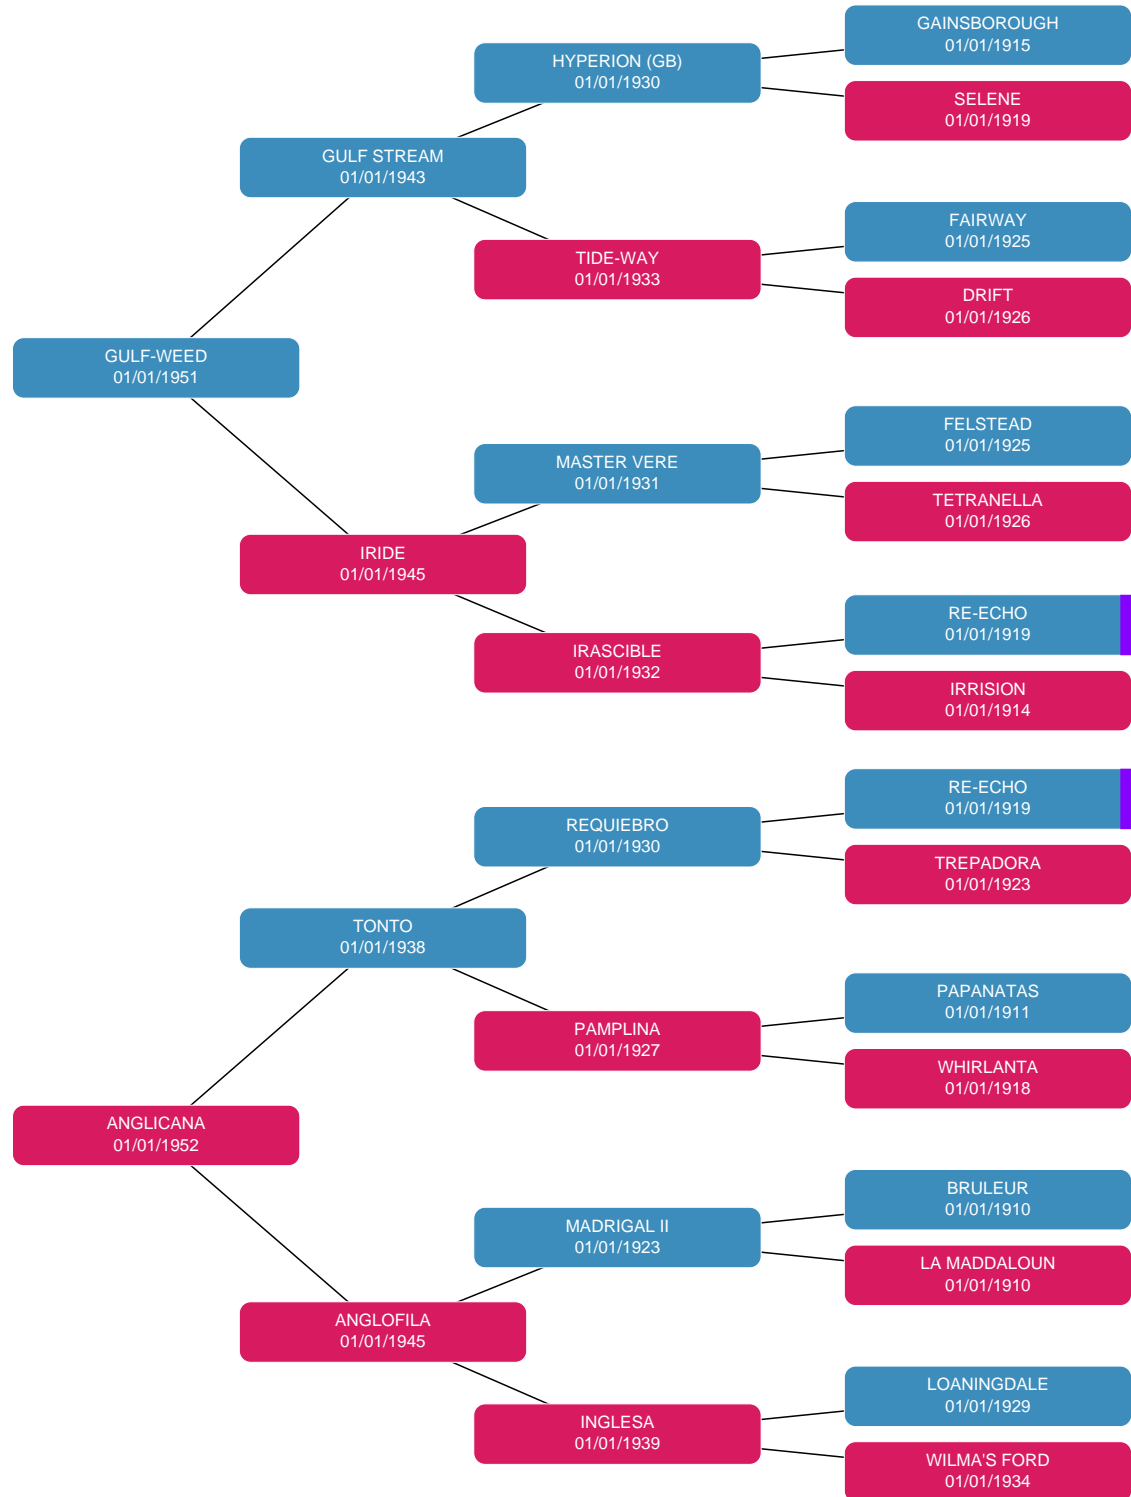 GAINSBOROUGH
01/01/1915
HYPERION (GB)
01/01/1930
SELENE
01/01/1919
GULF STREAM
01/01/1943
FAIRWAY
01/01/1925
TIDE-WAY
01/01/1933
DRIFT
01/01/1926
GULF-WEED
01/01/1951
FELSTEAD
01/01/1925
MASTER VERE
01/01/1931
TETRANELLA
01/01/1926
IRIDE
01/01/1945
RE-ECHO
01/01/1919
IRASCIBLE
01/01/1932
IRRISION
01/01/1914
RE-ECHO
01/01/1919
REQUIEBRO
01/01/1930
TREPADORA
01/01/1923
TONTO
01/01/1938
PAPANATAS
01/01/1911
PAMPLINA
01/01/1927
WHIRLANTA
01/01/1918
ANGLICANA
01/01/1952
BRULEUR
01/01/1910
MADRIGAL II
01/01/1923
LA MADDALOUN
01/01/1910
ANGLOFILA
01/01/1945
LOANINGDALE
01/01/1929
INGLESA
01/01/1939
WILMA'S FORD
01/01/1934